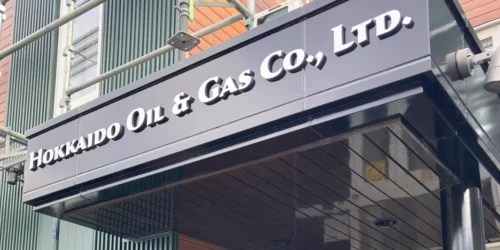 HOKKAIDO OIL & GAS CO., LTD.